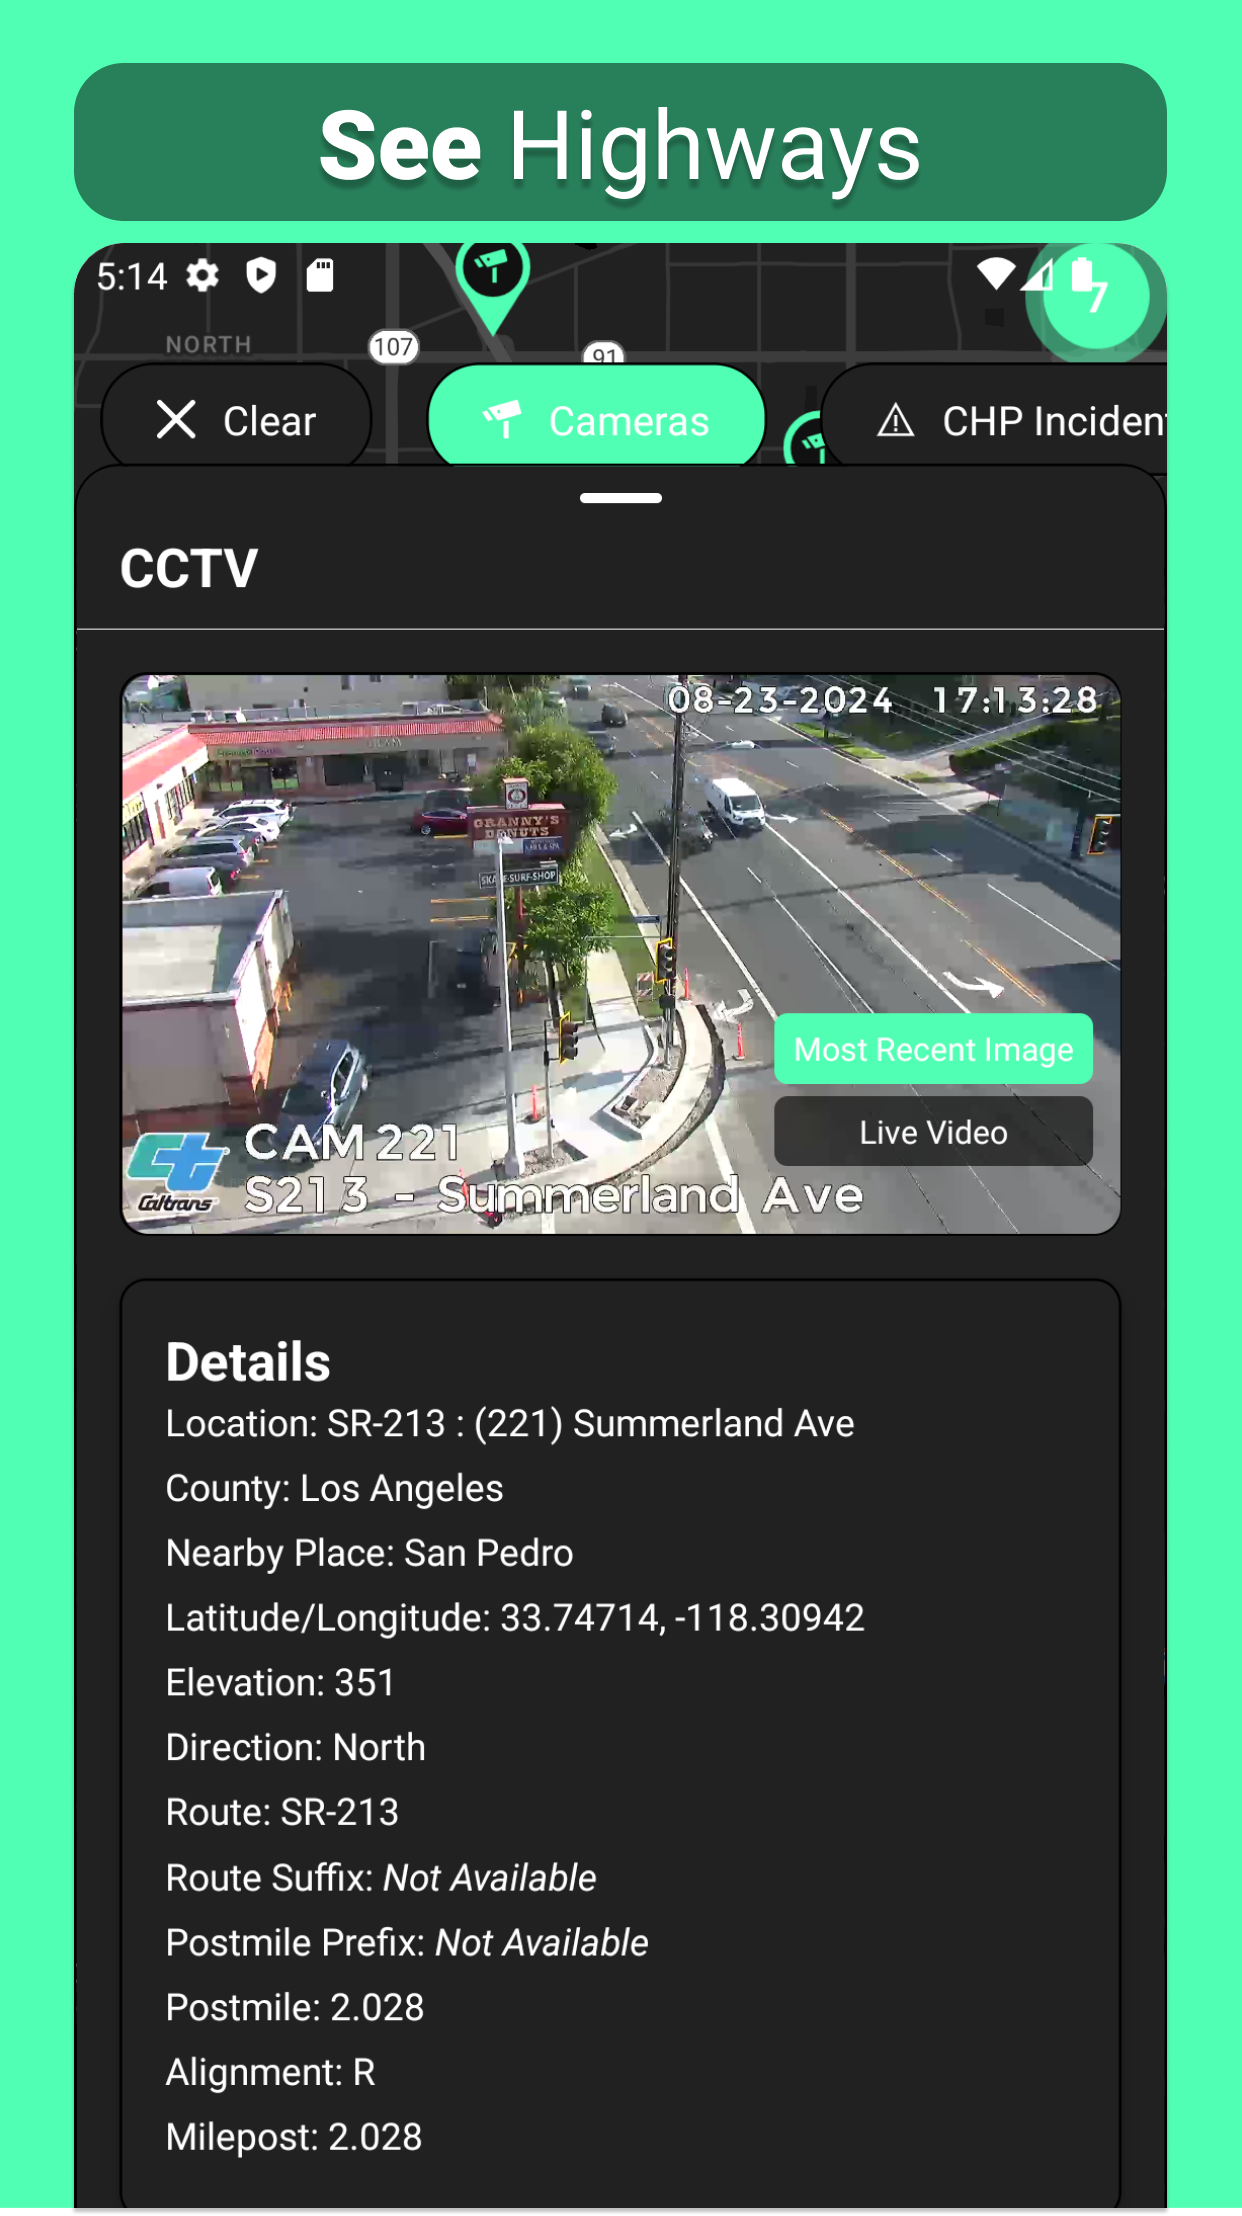 See Highways
5:14
7
NORTH
107
91
Clear
Cameras
CHP Inciden
CCTV
08-23-2024 17:13:28
GRANNY'S
DONUTS
SURF-SHOP
Most Recent Image
Live Video
CAM 221
Caltrans
S213 - Summerland Ave
Details
Location: SR-213 : (221) Summerland Ave
County: Los Angeles
Nearby Place: San Pedro
Latitude/Longitude: 33.74714, -118.30942
Elevation: 351
Direction: North
Route: SR-213
Route Suffix: Not Available
Postmile Prefix: Not Available
Postmile: 2.028
Alignment: R
Milepost: 2.028